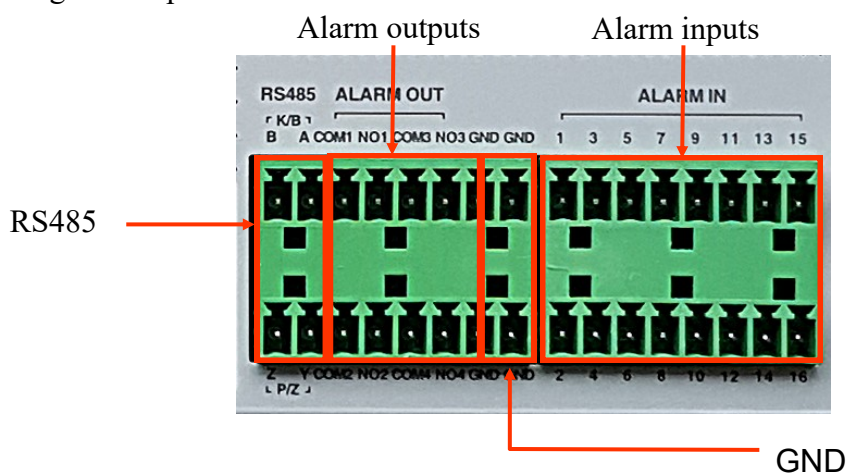 Alarm outputs Alarm inputs
RS485 ALARM OUT ALARM IN
K/B
B A COM1 NO1 COM3 NO3 GND GND 1 3 5 7 9 11 13 15
RS485
Z Y COM2 NO2 COM4 NO4 GND GND 2 4 6 8 10 12 14 16
P/Z
GND